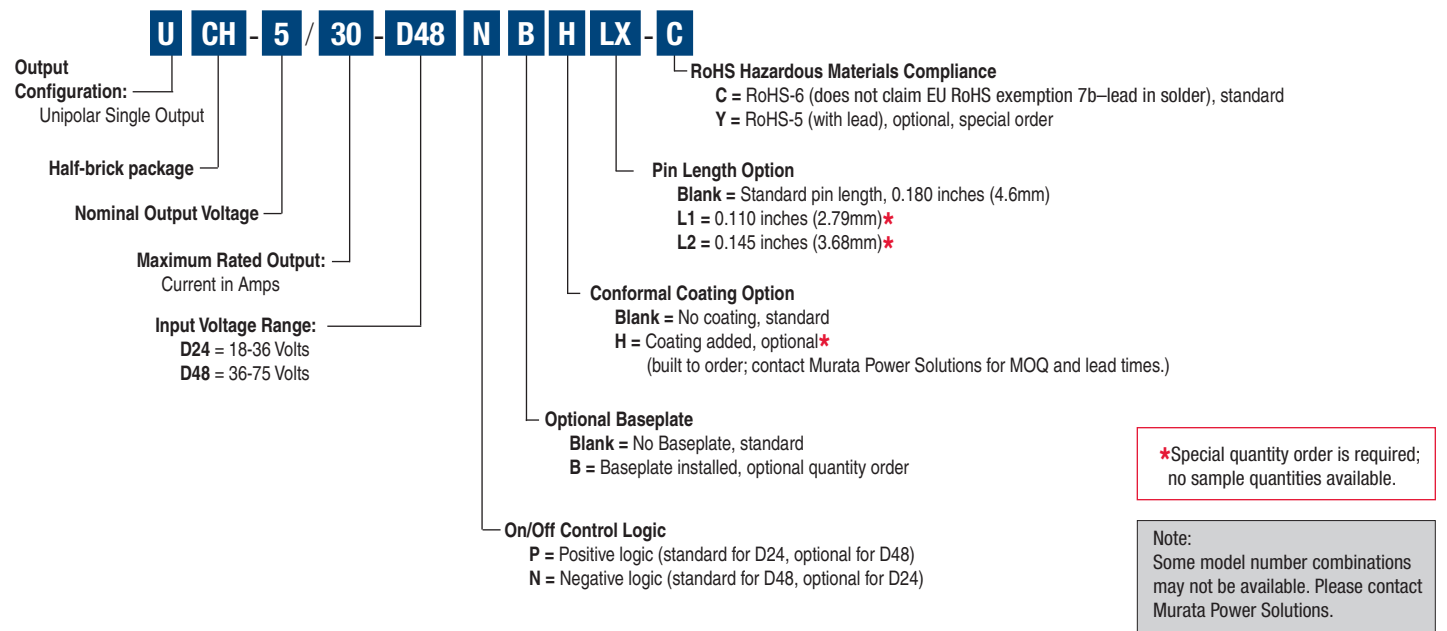 U CH - 5 / 30 - D48 N B H LX - C
Output
Configuration:
Unipolar Single Output
Half-brick package
Nominal Output Voltage
Maximum Rated Output:
Current in Amps
Input Voltage Range:
D24 = 18-36 Volts
D48 = 36-75 Volts
RoHS Hazardous Materials Compliance
C = RoHS-6 (does not claim EU RoHS exemption 7b–lead in solder), standard
Y = RoHS-5 (with lead), optional, special order
Pin Length Option
Blank = Standard pin length, 0.180 inches (4.6mm)
L1 = 0.110 inches (2.79mm)*
L2 = 0.145 inches (3.68mm)*
Conformal Coating Option
Blank = No coating, standard
H = Coating added, optional*
(built to order; contact Murata Power Solutions for MOQ and lead times.)
Optional Baseplate
Blank = No Baseplate, standard
B = Baseplate installed, optional quantity order
On/Off Control Logic
P = Positive logic (standard for D24, optional for D48)
N = Negative logic (standard for D48, optional for D24)
*Special quantity order is required;
no sample quantities available.
Note:
Some model number combinations
may not be available. Please contact
Murata Power Solutions.